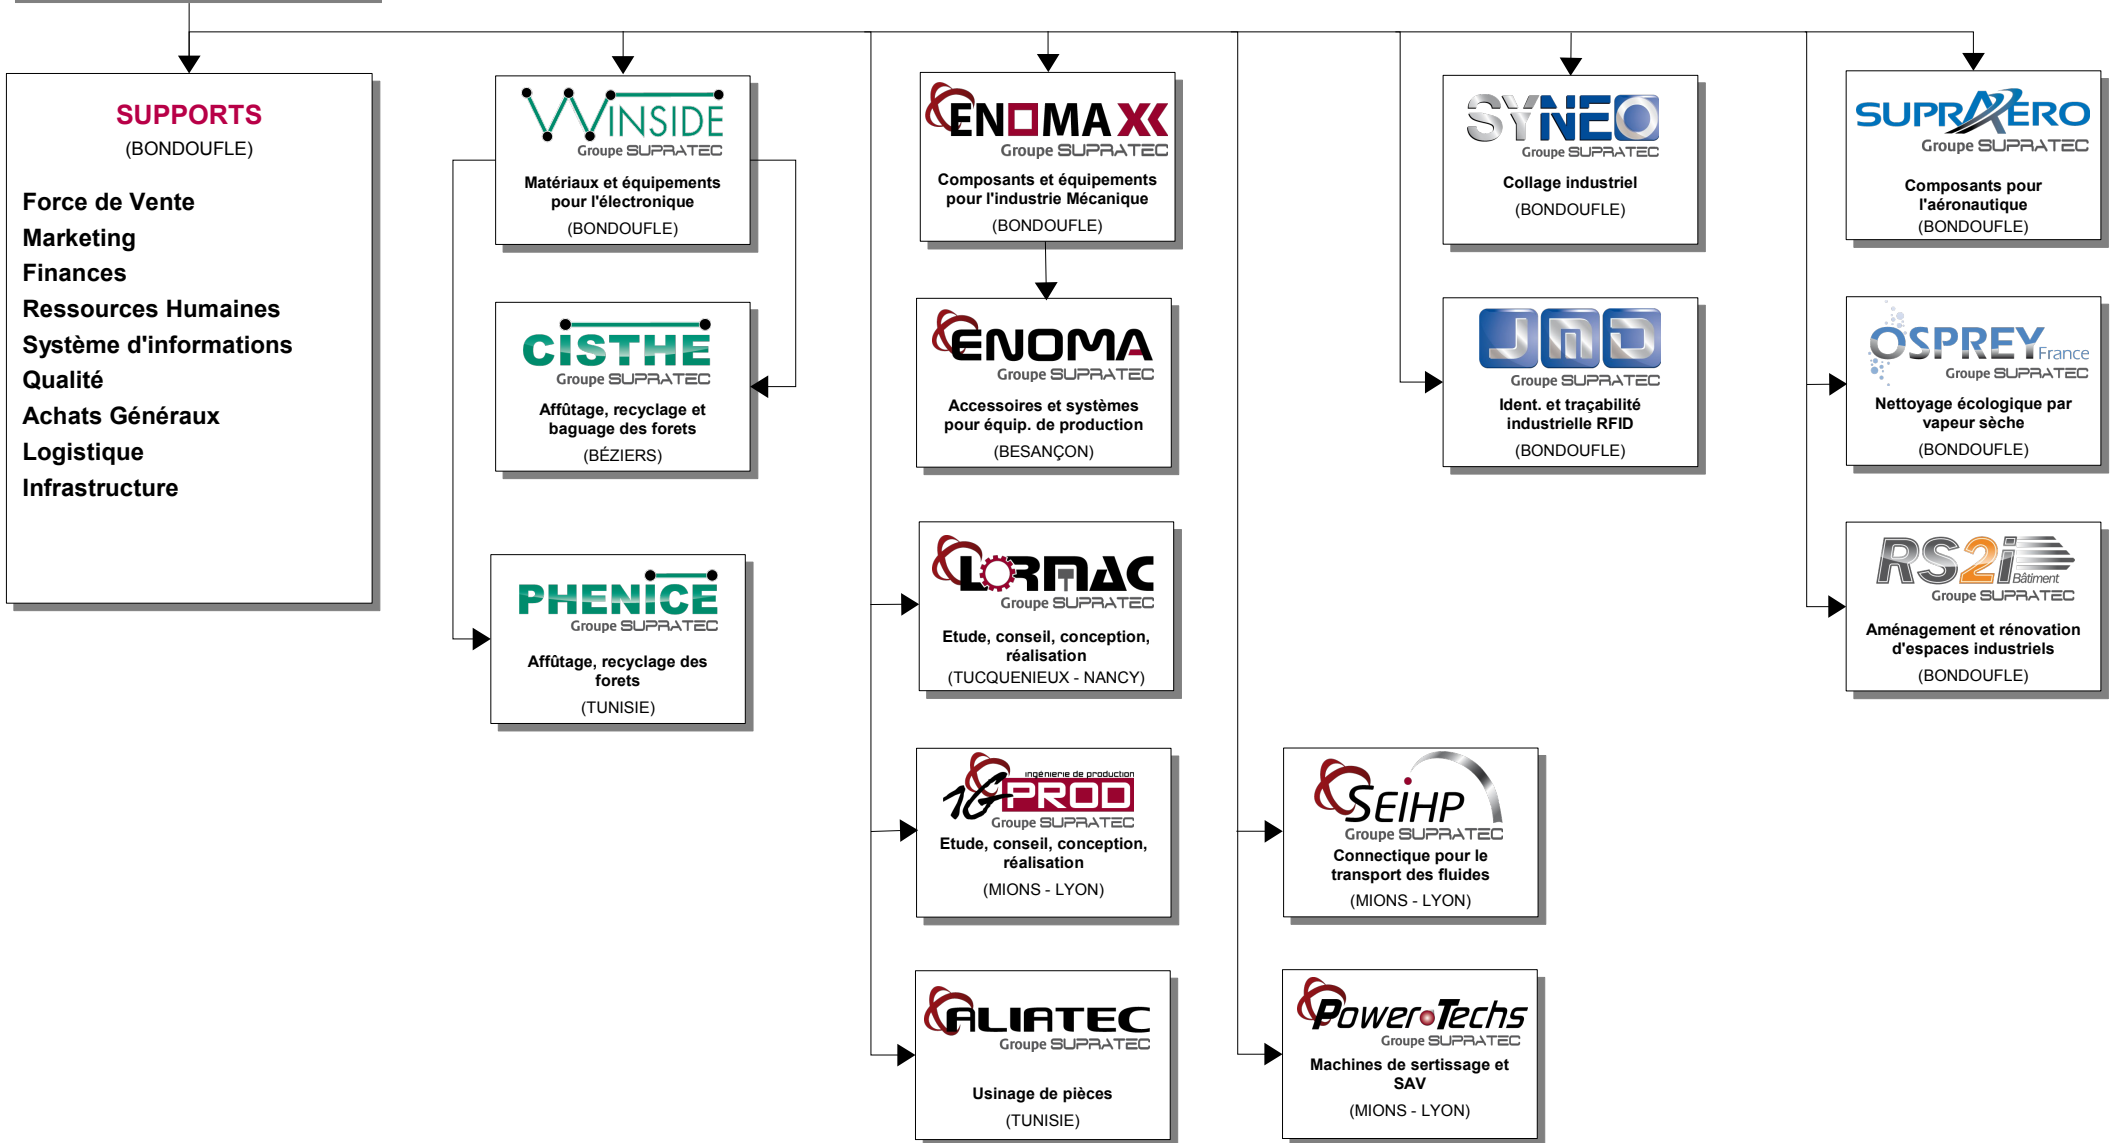 SUPPORTS
(BONDOUFLE)
Force de Vente
Marketing
Finances
Ressources Humaines
Système d'informations
Qualité
Achats Généraux
Logistique
Infrastructure
WINSIDE
Groupe SUPRATEC
Matériaux et équipements
pour l'électronique
(BONDOUFLE)
CISTHE
Groupe SUPRATEC
Affûtage, recyclage et
baguage des forets
(BÉZIERS)
PHENICE
Groupe SUPRATEC
Affûtage, recyclage des
forets
(TUNISIE)
ENOMAXX
Groupe SUPRATEC
Composants et équipements
pour l'industrie Mécanique
(BONDOUFLE)
ENOMA
Groupe SUPRATEC
Accessoires et systèmes
pour équip. de production
(BESANÇON)
LORMAC
Groupe SUPRATEC
Etude, conseil, conception,
réalisation
(TUCQUENIEUX - NANCY)
ingénierie de production
1G PROD
Groupe SUPRATEC
Etude, conseil, conception,
réalisation
(MIONS - LYON)
ALIATEC
Groupe SUPRATEC
Usinage de pièces
(TUNISIE)
SEIHP
Groupe SUPRATEC
Connectique pour le
transport des fluides
(MIONS - LYON)
Power Techs
Groupe SUPRATEC
Machines de sertissage et
SAV
(MIONS - LYON)
SYNEO
Groupe SUPRATEC
Collage industriel
(BONDOUFLE)
JMD
Groupe SUPRATEC
Ident. et traçabilité
industrielle RFID
(BONDOUFLE)
SUPRAERO
Groupe SUPRATEC
Composants pour
l'aéronautique
(BONDOUFLE)
OSPREY France
Groupe SUPRATEC
Nettoyage écologique par
vapeur sèche
(BONDOUFLE)
RS2i
Bâtiment
Groupe SUPRATEC
Aménagement et rénovation
d'espaces industriels
(BONDOUFLE)